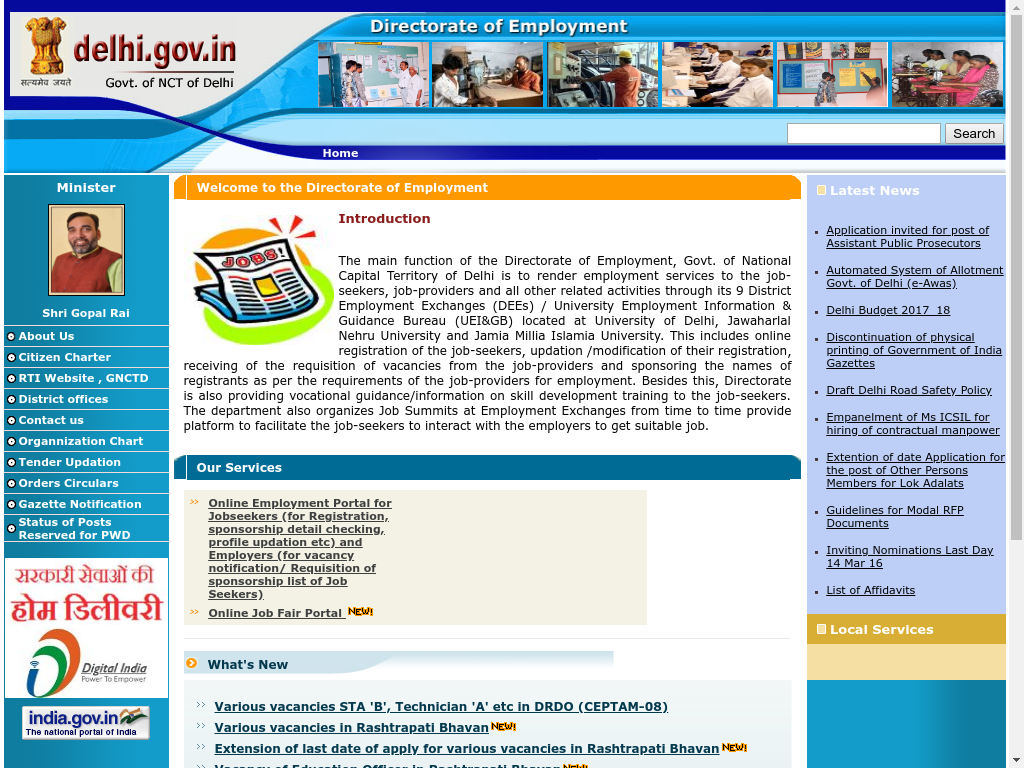 Directorate of Employment
delhi.gov.in
सत्यमेव जयते
Govt. of NCT of Delhi
Search
Home
Minister
Shri Gopal Rai
About Us
Citizen Charter
RTI Website , GNCTD
District offices
Contact us
Organnization Chart
Tender Updation
Orders Circulars
Gazette Notification
Status of Posts
Reserved for PWD
सरकारी सेवाओं की
होम डिलीवरी
Digital India
Power To Empower
india.gov.in
The national portal of India
Welcome to the Directorate of Employment
JOBS!
Introduction
The main function of the Directorate of Employment, Govt. of National
Capital Territory of Delhi is to render employment services to the job-
seekers, job-providers and all other related activities through its 9 District
Employment Exchanges (DEEs) / University Employment Information &
Guidance Bureau (UEI&GB) located at University of Delhi, Jawaharlal
Nehru University and Jamia Millia Islamia University. This includes online
registration of the job-seekers, updation /modification of their registration,
receiving of the requisition of vacancies from the job-providers and sponsoring the names of
registrants as per the requirements of the job-providers for employment. Besides this, Directorate
is also providing vocational guidance/information on skill development training to the job-seekers.
The department also organizes Job Summits at Employment Exchanges from time to time provide
platform to facilitate the job-seekers to interact with the employers to get suitable job.
Our Services
Online Employment Portal for
Jobseekers (for Registration,
sponsorship detail checking,
profile updation etc) and
Employers (for vacancy
notification/ Requisition of
sponsorship list of Job
Seekers)
Online Job Fair Portal NEW!
What's New
Various vacancies STA 'B', Technician 'A' etc in DRDO (CEPTAM-08)
Various vacancies in Rashtrapati Bhavan NEW!
Extension of last date of apply for various vacancies in Rashtrapati Bhavan NEW!
Vacancy of Education Officer in Rashtrapati Bhavan NEW!
Latest News
Application invited for post of
Assistant Public Prosecutors
Automated System of Allotment
Govt. of Delhi (e-Awas)
Delhi Budget 2017_18
Discontinuation of physical
printing of Government of India
Gazettes
Draft Delhi Road Safety Policy
Empanelment of Ms ICSIL for
hiring of contractual manpower
Extention of date Application for
the post of Other Persons
Members for Lok Adalats
Guidelines for Modal RFP
Documents
Inviting Nominations Last Day
14 Mar 16
List of Affidavits
Local Services